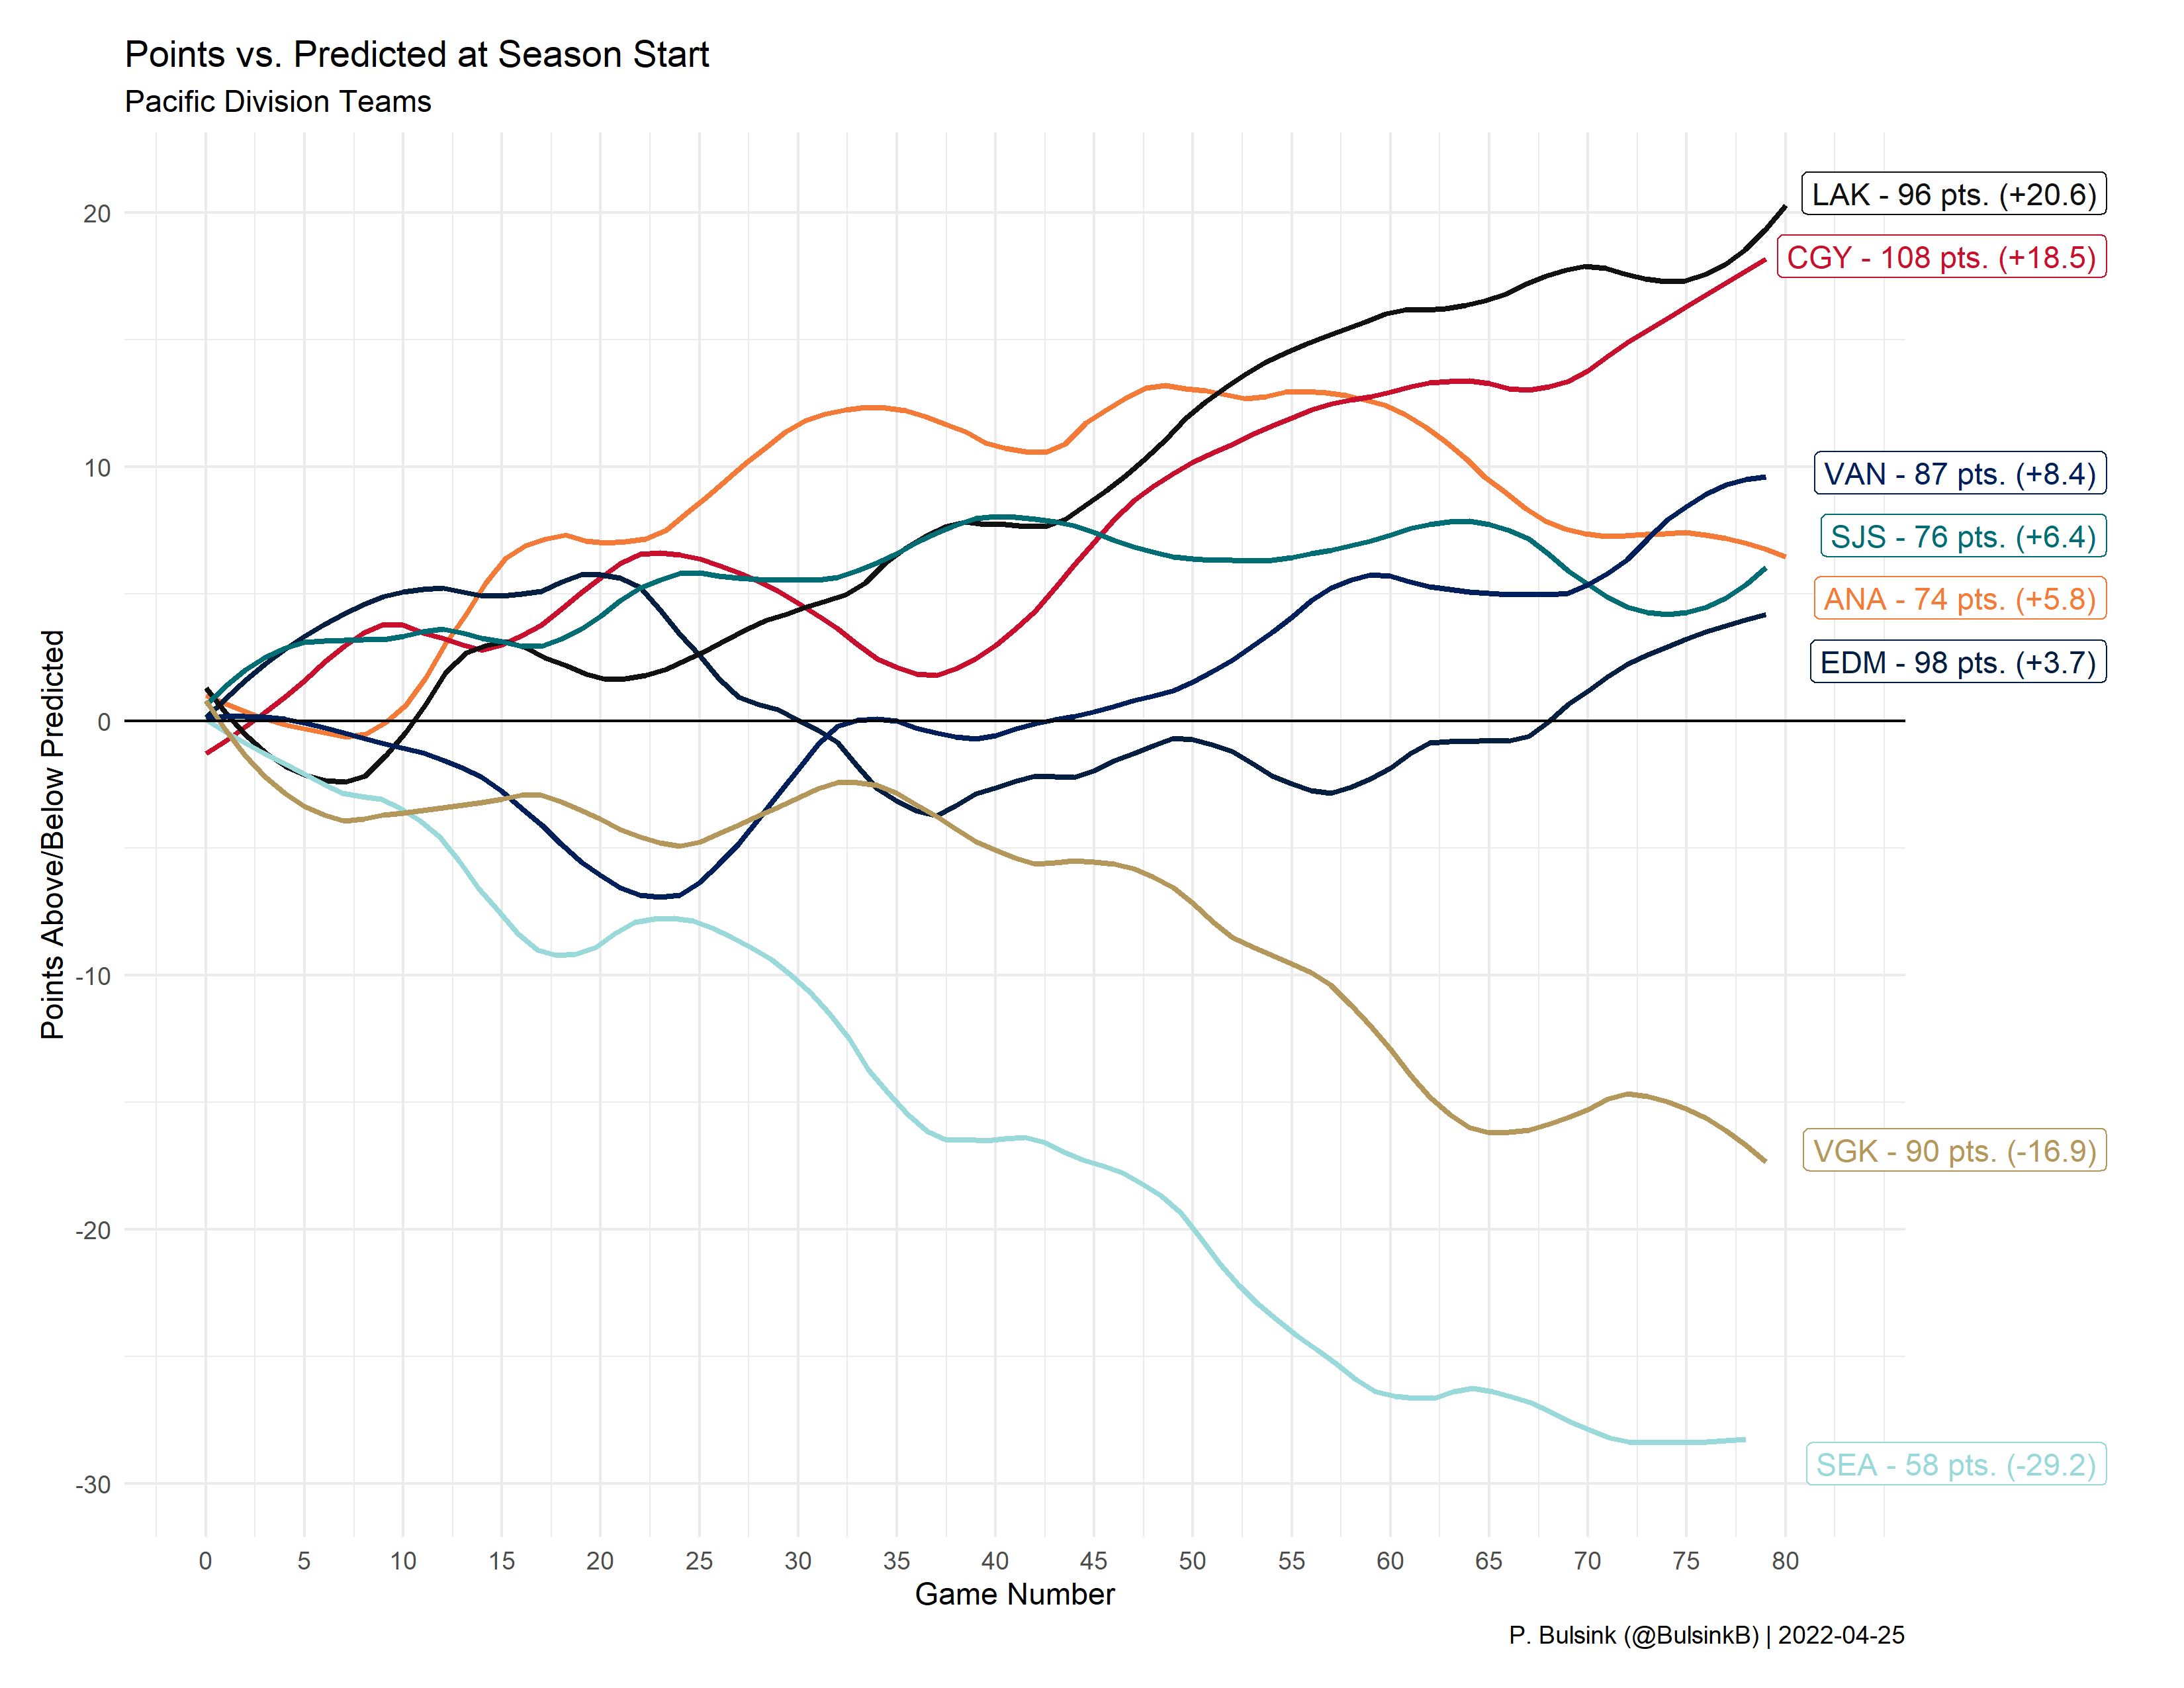 Points vs. Predicted at Season Start
Pacific Division Teams
Points Above/Below Predicted
20
10
0
-10
-20
-30
LAK - 96 pts. (+20.6)
CGY - 108 pts. (+18.5)
VAN - 87 pts. (+8.4)
SJS - 76 pts. (+6.4)
ANA - 74 pts. (+5.8)
EDM - 98 pts. (+3.7)
VGK - 90 pts. (-16.9)
SEA - 58 pts. (-29.2)
0 5 10 15 20 25 30 35 40 45 50 55 60 65 70 75 80
Game Number
P. Bulsink (@BulsinkB) | 2022-04-25